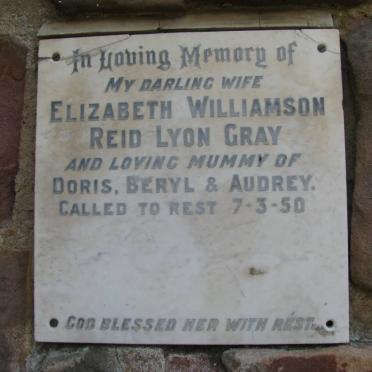 In Loving Memory of
MY DARLING WIFE
ELIZABETH WILLIAMSON
REID LYON GRAY
AND LOVING MUMMY OF
DORIS, BERYL & AUDREY.
CALLED TO REST 7-3-50
GOD BLESSED HER WITH REST.